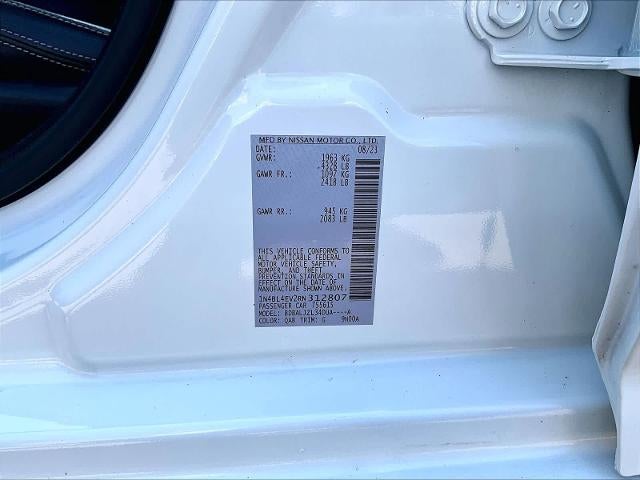 MFD BY NISSAN MOTOR CO., LTD.
DATE: 08/23
GVWR: 1963 KG
4328 LB
GAWR FR.: 1097 KG
2418 LB
GAWR RR.: 945 KG
2083 LB
THIS VEHICLE CONFORMS TO
ALL APPLICABLE FEDERAL
MOTOR VEHICLE SAFETY,
BUMPER, AND THEFT
PREVENTION STANDARDS IN
EFFECT ON THE DATE OF
MANUFACTURE SHOWN ABOVE.
1N4BL4EV2RN312807
PASSENGER CAR
COLOR: QAB TRIM: G